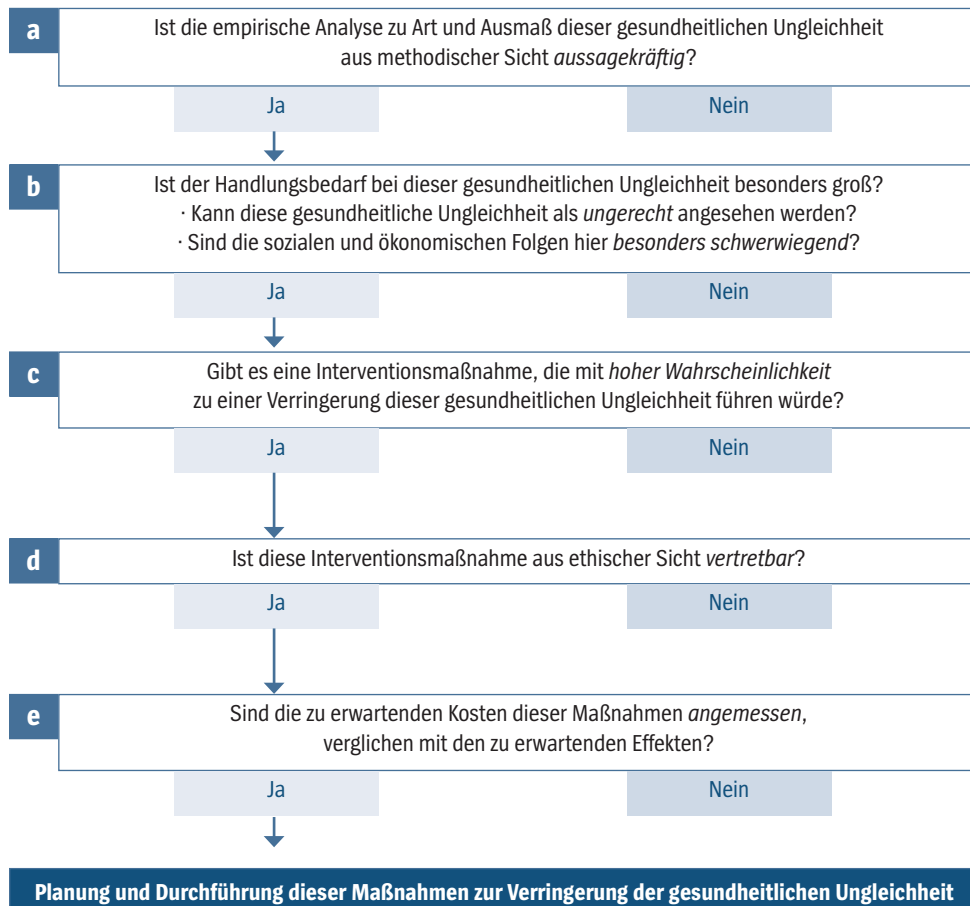 a
Ist die empirische Analyse zu Art und Ausmaß dieser gesundheitlichen Ungleichheit
aus methodischer Sicht aussagekräftig?
Ja
Nein
b
Ist der Handlungsbedarf bei dieser gesundheitlichen Ungleichheit besonders groß?
· Kann diese gesundheitliche Ungleichheit als ungerecht angesehen werden?
· Sind die sozialen und ökonomischen Folgen hier besonders schwerwiegend?
Ja
Nein
c
Gibt es eine Interventionsmaßnahme, die mit hoher Wahrscheinlichkeit
zu einer Verringerung dieser gesundheitlichen Ungleichheit führen würde?
Ja
Nein
d
Ist diese Interventionsmaßnahme aus ethischer Sicht vertretbar?
Ja
Nein
e
Sind die zu erwartenden Kosten dieser Maßnahmen angemessen,
verglichen mit den zu erwartenden Effekten?
Ja
Nein
Planung und Durchführung dieser Maßnahmen zur Verringerung der gesundheitlichen Ungleichheit